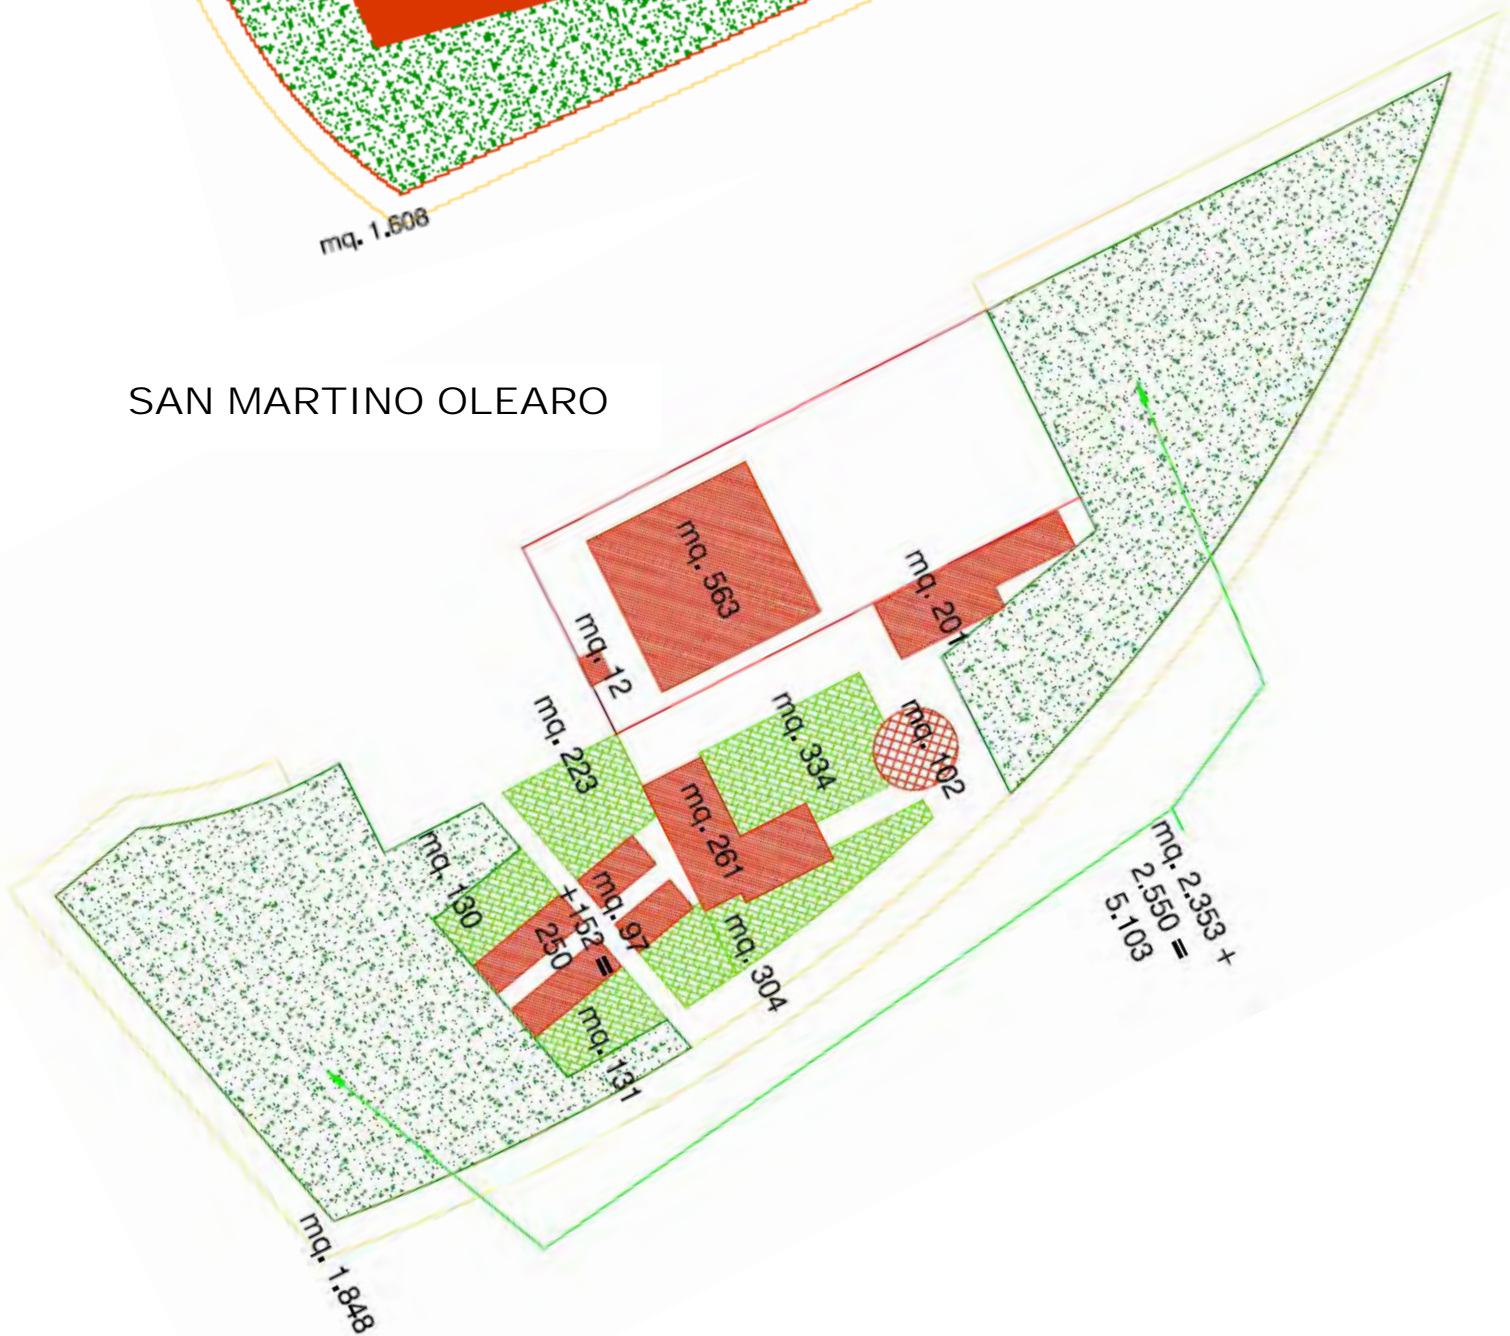 mq. 1.608
SAN MARTINO OLEARO
mq. 563
mq. 201
mq. 12
mq. 223
mq. 334
mq. 102
mq. 261
mq. 130
mq. 97
+152 =
250
mq. 304
mq. 131
mq. 2.353 +
2.550 =
5.103
mq. 1.848